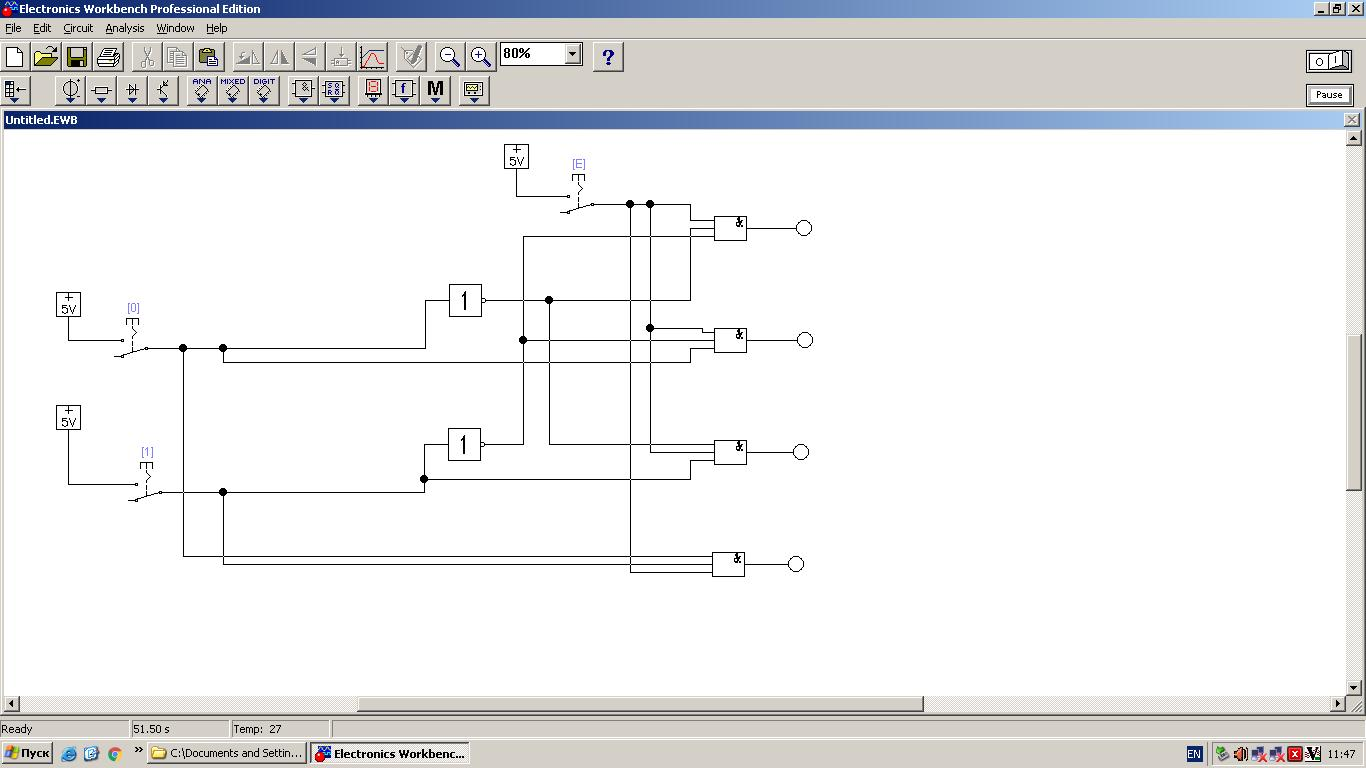 Electronics Workbench Professional Edition
File Edit Circuit Analysis Window Help
80%
?
O I
ANA MIXED DIGIT
&
f
M
Pause
Untitled.EWB
+
5V
[E]
&
+
5V
[0]
1
&
+
5V
[1]
1
&
&
Ready
51.50 s
Temp: 27
Пуск
»
C:\Documents and Settin...
Electronics Workbenc...
EN
11:47